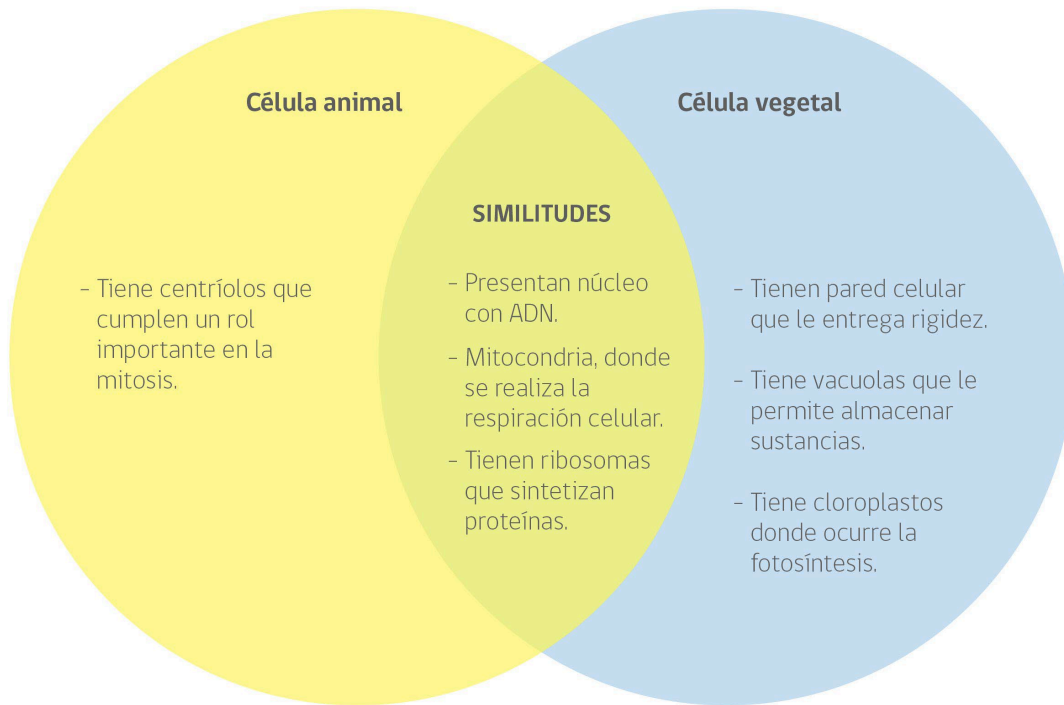 Célula animal
Célula vegetal
SIMILITUDES
– Tiene centríolos que
cumplen un rol
importante en la
mitosis.
– Presentan núcleo
con ADN.
– Mitocondria, donde
se realiza la
respiración celular.
– Tienen ribosomas
que sintetizan
proteínas.
– Tienen pared celular
que le entrega rigidez.
– Tiene vacuolas que le
permite almacenar
sustancias.
– Tiene cloroplastos
donde ocurre la
fotosíntesis.